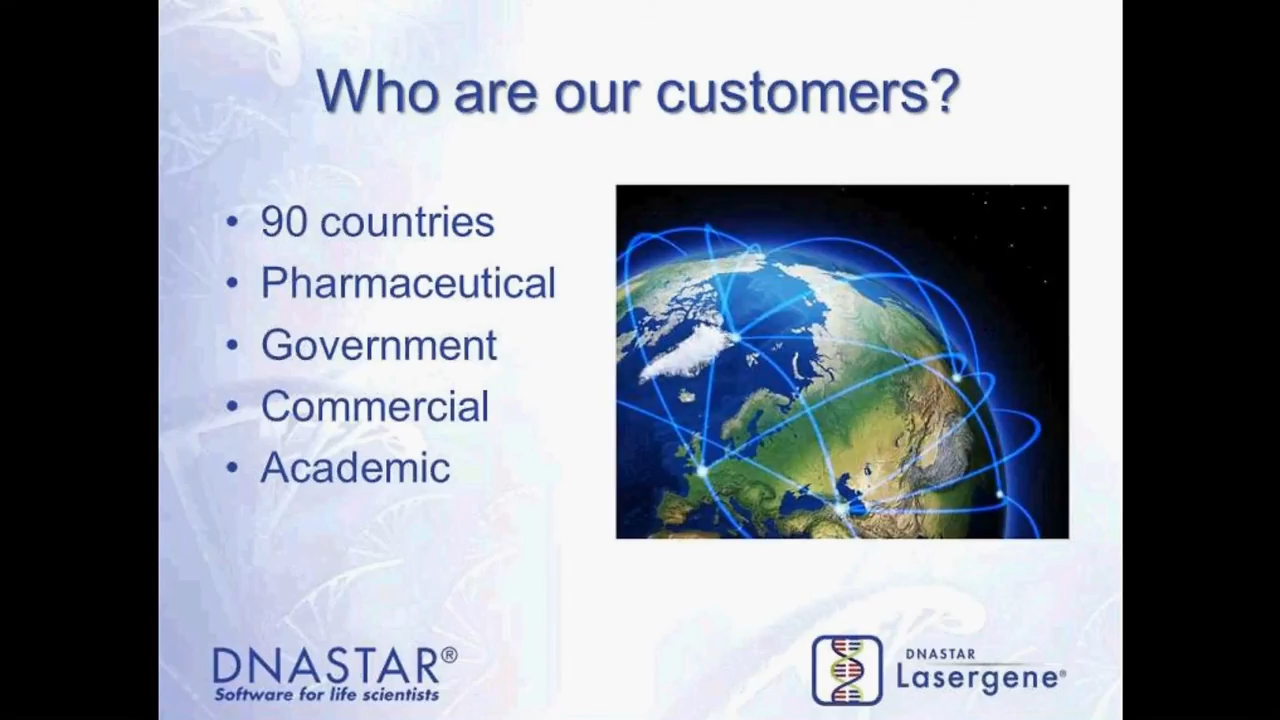 Who are our customers?
• 90 countries
• Pharmaceutical
• Government
• Commercial
• Academic
DNASTAR®
Software for life scientists
DNASTAR
Lasergene®